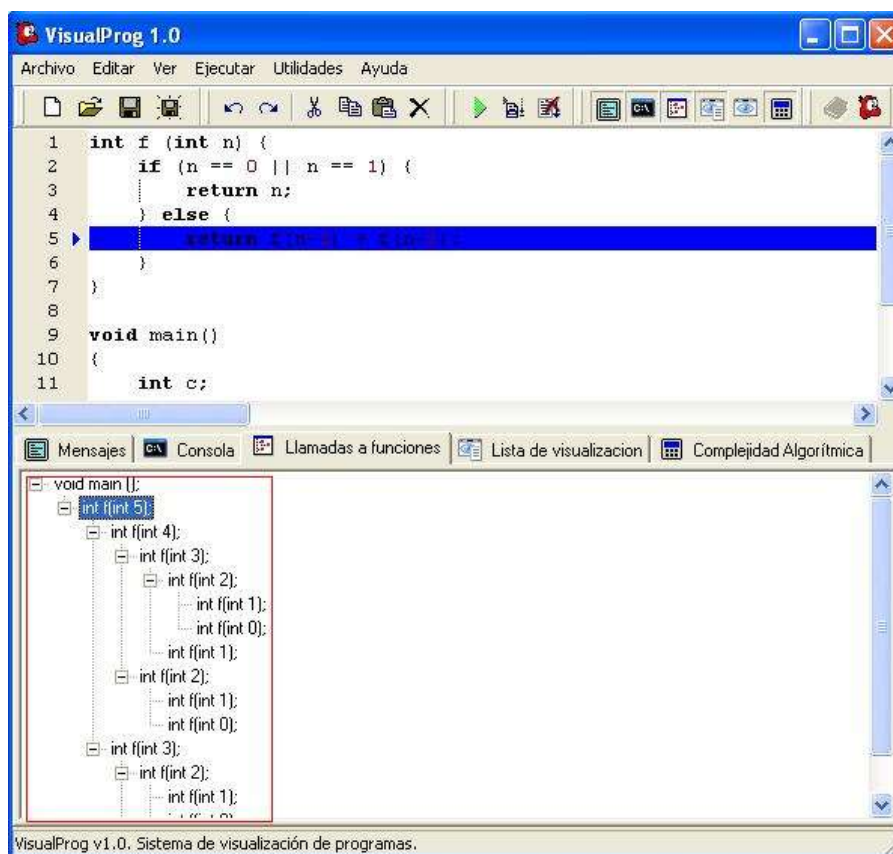 VisualProg 1.0
Archivo Editar Ver Ejecutar Utilidades Ayuda
1 int f (int n) {
2 if (n == 0 || n == 1) {
3 return n;
4 } else {
5 return
6 }
7 }
8
9 void main()
10 {
11 int c;
Mensajes Consola Llamadas a funciones Lista de visualizacion Complejidad Algorítmica
void main ();
int f(int 5);
int f(int 4);
int f(int 3);
int f(int 2);
int f(int 1);
int f(int 0);
int f(int 1);
int f(int 2);
int f(int 1);
int f(int 0);
int f(int 3);
int f(int 2);
int f(int 1);
VisualProg v1.0. Sistema de visualización de programas.